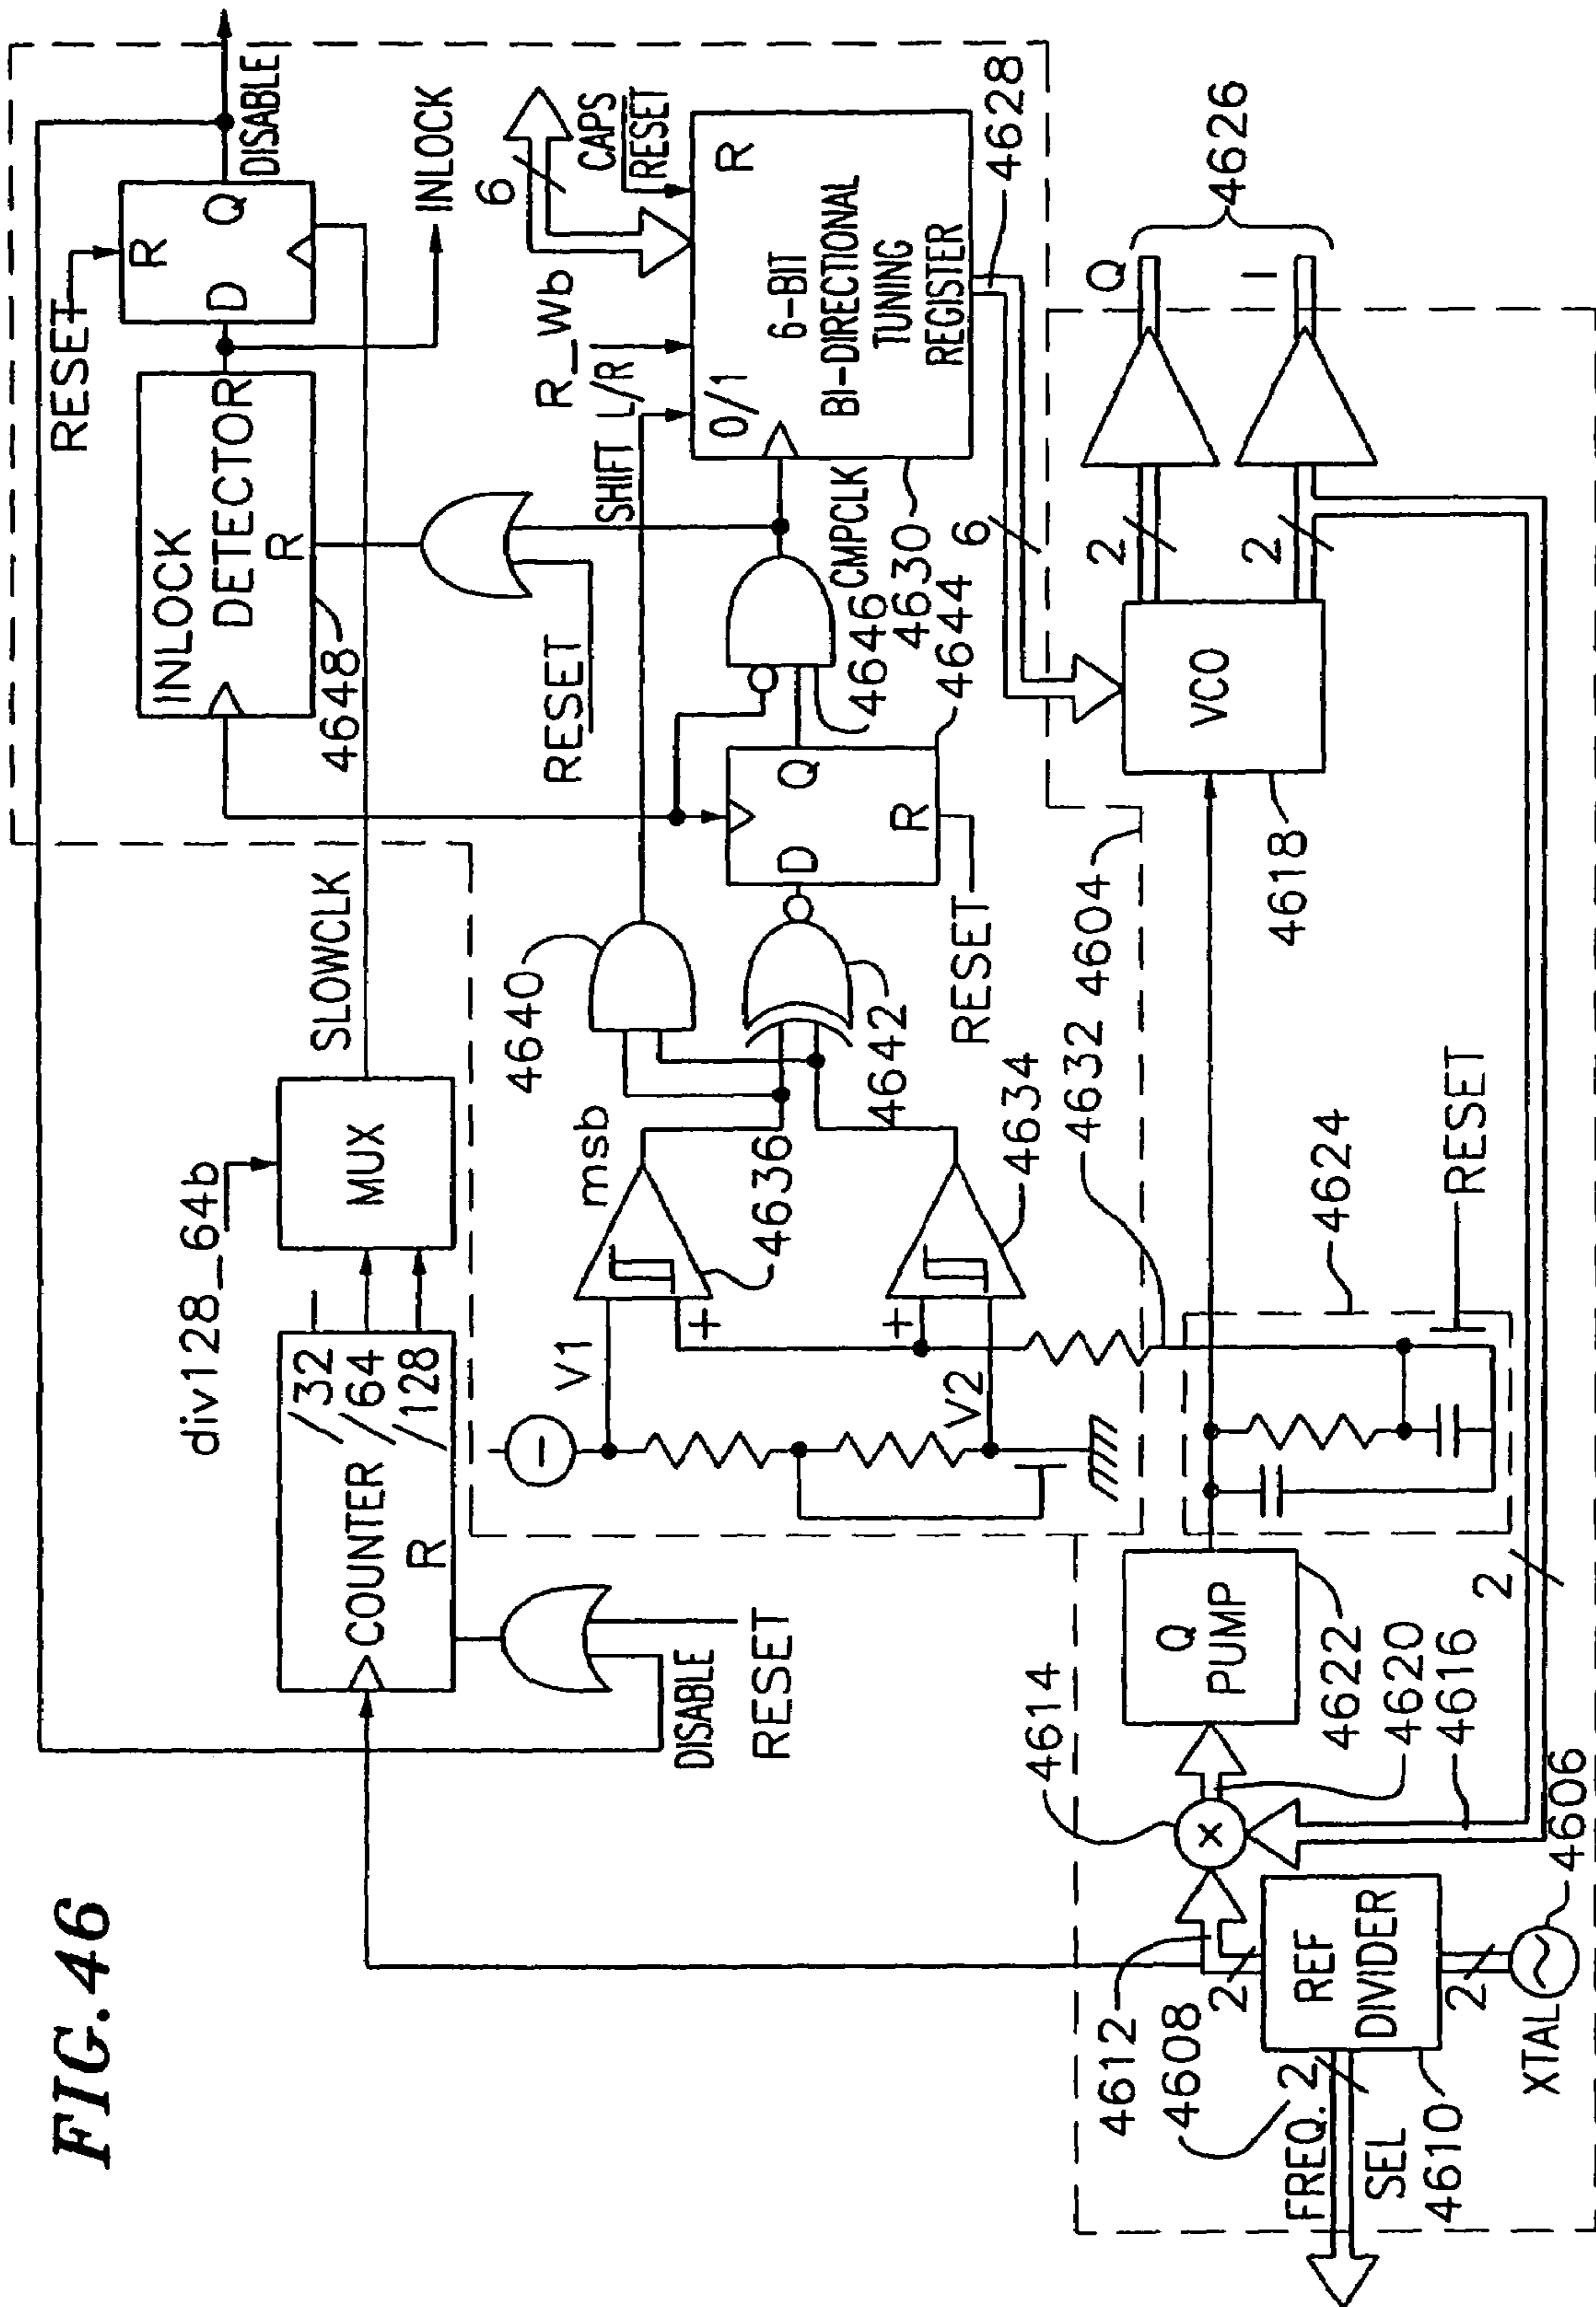 FIG.46
RESET
D
R
Q
DISABLE
INLOCK
DETECTOR
R
4648
INLOCK
RESET
SHIFT L/R
R_Wb
6
CAPS
RESET
0/1
R
6-BIT
BI-DIRECTIONAL
TUNING
REGISTER
4628
CMPCLK
4646
4630
4644
6
D
Q
R
RESET
div128_64b
MUX
SLOWCLK
COUNTER
R
/32
/64
/128
DISABLE
RESET
V1
V2
+
+
msb
4636
4634
4640
4642
4632
4604
4614
Q
PUMP
4622
4620
4616
4624
RESET
VCO
4618
2
2
Q
I
4626
2
4612
4608
2
FREQ.
2
SEL
4610
REF
DIVIDER
2
XTAL
4606
×